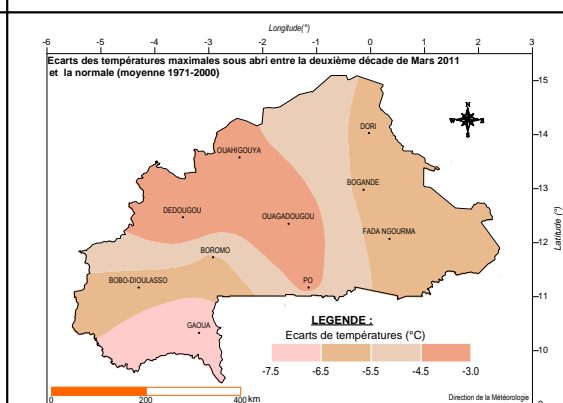 Longitude(°)
-6 -5 -4 -3 -2 -1 0 1 2 3
Ecarts des températures maximales sous abri entre la deuxième décade de Mars 2011
et la normale (moyenne 1971-2000)
15
N
W E
S
DORI
14
OUAHIGOUYA
BOGANDE
13
DEDOUGOU
OUAGADOUGOU
FADA NGOURMA
Latitude (°)
12
BOROMO
BOBO-DIOULASSO
PO
11
LEGENDE :
GAOUA
Ecarts de températures (°C)
10
-7.5 -6.5 -5.5 -4.5 -3.0
Direction de la Météorologie
0 200 400 km